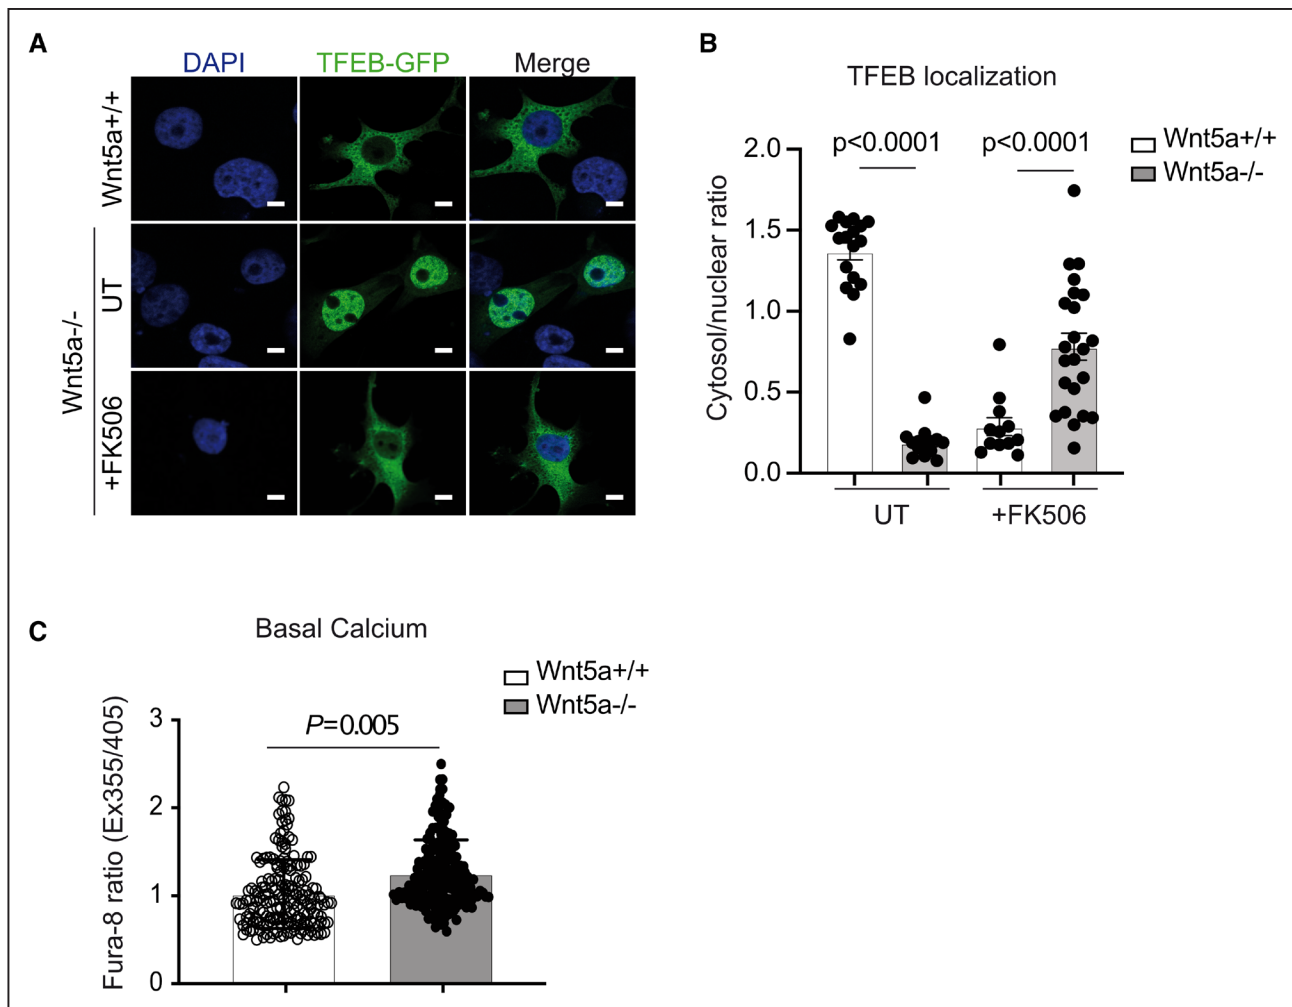 A
DAPI
TFEB-GFP
Merge
Wnt5a+/+
Wnt5a-/-
UT
+FK506
B
TFEB localization
Wnt5a+/+
Wnt5a-/-
p<0.0001
p<0.0001
Cytosol/nuclear ratio
2.0
1.5
1.0
0.5
0.0
UT
+FK506
C
Basal Calcium
Wnt5a+/+
Wnt5a-/-
P=0.005
Fura-8 ratio (Ex355/405)
3
2
1
0